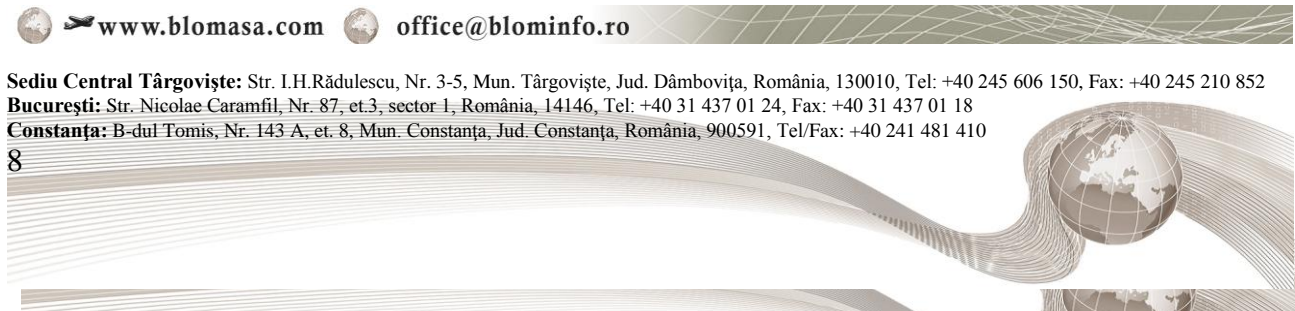 www.blomasa.com office@blominfo.ro
Sediu Central Târgovişte: Str. I.H.Rădulescu, Nr. 3-5, Mun. Târgovişte, Jud. Dâmboviţa, România, 130010, Tel: +40 245 606 150, Fax: +40 245 210 852
Bucureşti: Str. Nicolae Caramfil, Nr. 87, et.3, sector 1, România, 14146, Tel: +40 31 437 01 24, Fax: +40 31 437 01 18
Constanţa: B-dul Tomis, Nr. 143 A, et. 8, Mun. Constanţa, Jud. Constanţa, România, 900591, Tel/Fax: +40 241 481 410
8